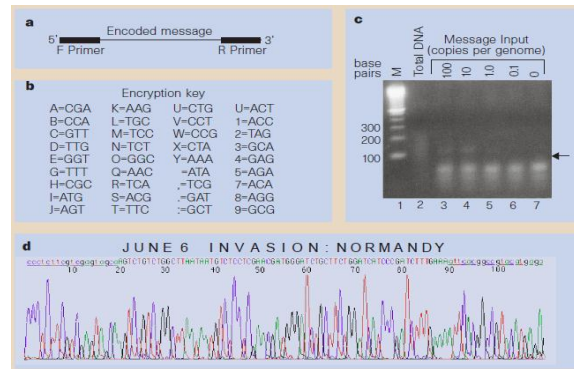 a
Encoded message
5' 3'
F Primer R Primer
b
Encryption key
A=CGA K=AAG U=CTG U=ACT
B=CCA L=TGC V=CCT 1=ACC
C=GTT M=TCC W=CCG 2=TAG
D=TTG N=TCT X=CTA 3=GCA
E=GGT O=GGC Y=AAA 4=GAG
G=TTT Q=AAC =ATA 5=AGA
H=CGC R=TCA ,=TCG 7=ACA
I=ATG S=ACG .=GAT 8=AGG
J=AGT T=TTC :=GCT 9=GCG
c
Message Input
(copies per genome)
base
pairs
M
Total DNA
100
10
1.0
0.1
0
300
200
100
1 2 3 4 5 6 7
d
JUNE 6 INVASION:NORMANDY
AGTCTGTCTGGCTTAATAATGTCTCCTCGAACGATGGGATCTGCTTCTGGATCATCCCGATCTTTGAAA
10 20 30 40 50 60 70 80 90 100